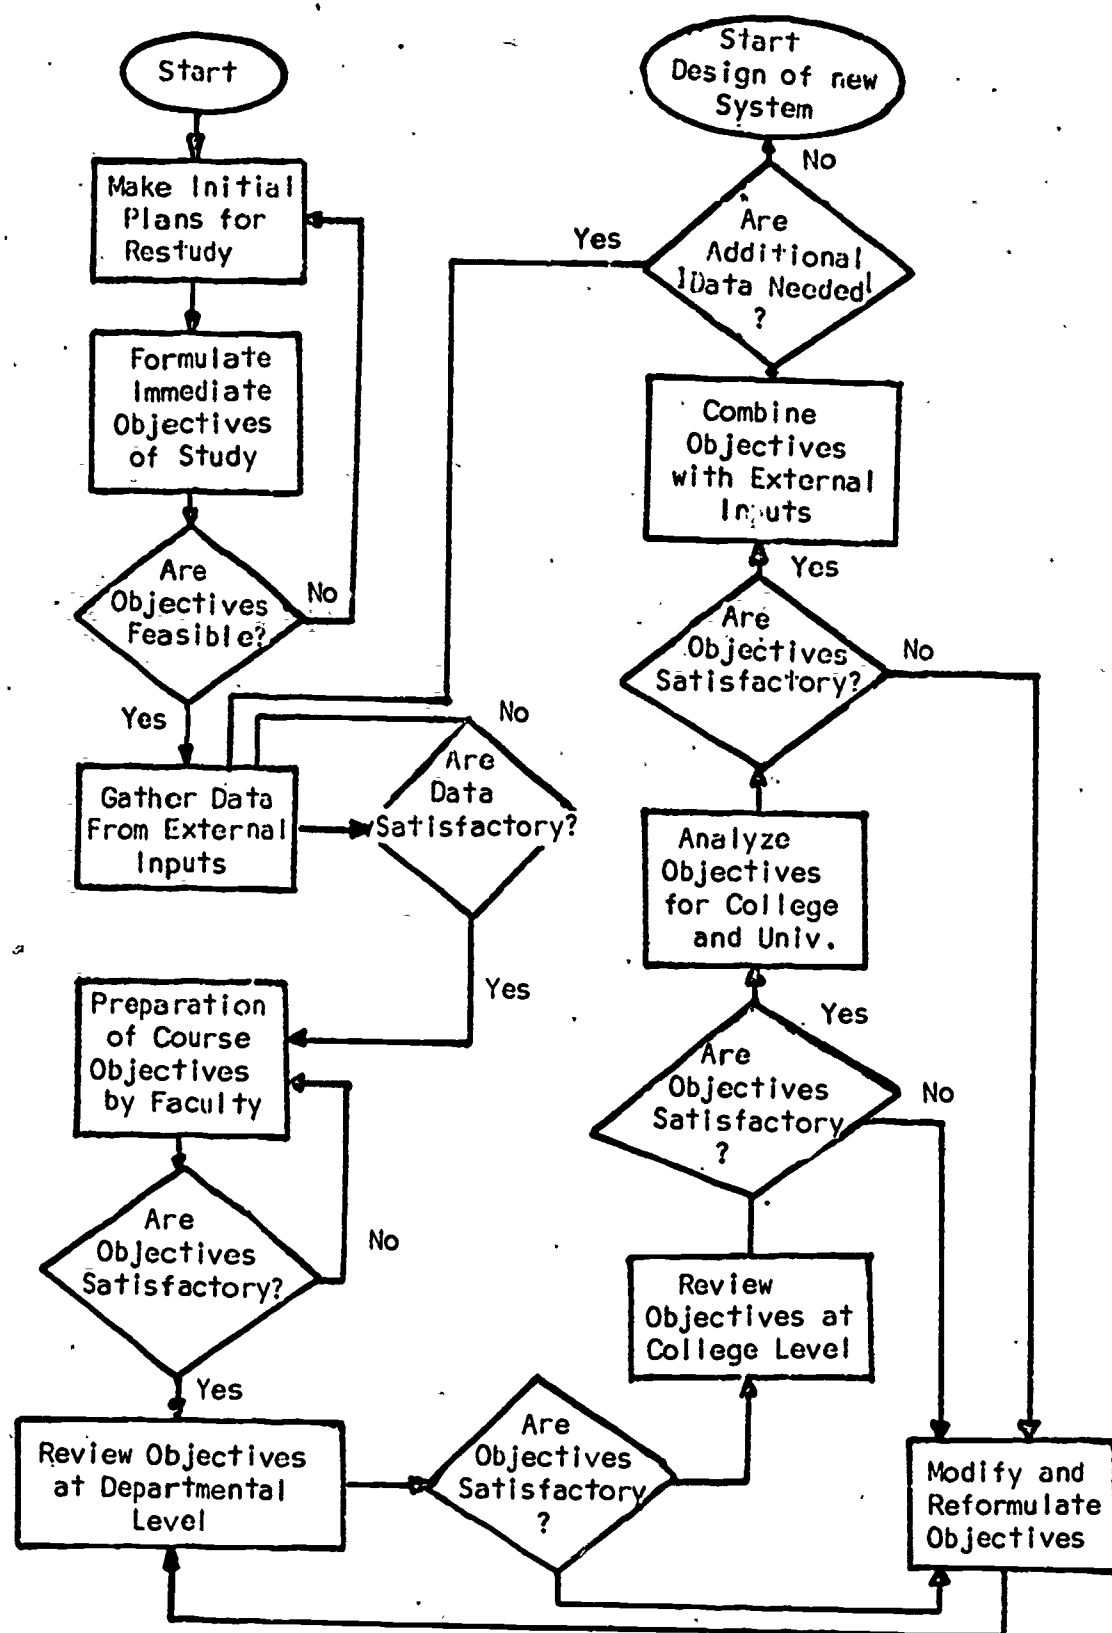 Start
Make Initial
Plans for
Restudy
Formulate
Immediate
Objectives
of Study
Are
Objectives
Feasible?
No
Yes
Gather Data
From External
Inputs
No
Are
Data
Satisfactory?
Yes
Preparation
of Course
Objectives
by Faculty
Are
Objectives
Satisfactory?
No
Yes
Review Objectives
at Departmental
Level
Are
Objectives
Satisfactory
?
Modify and
Reformulate
Objectives
Review
Objectives at
College Level
Are
Objectives
Satisfactory
?
No
Yes
Analyze
Objectives
for College
and Univ.
Are
Objectives
Satisfactory?
No
Yes
Combine
Objectives
with External
Inputs
Are
Additional
Data Needed
?
Yes
No
Start
Design of new
System